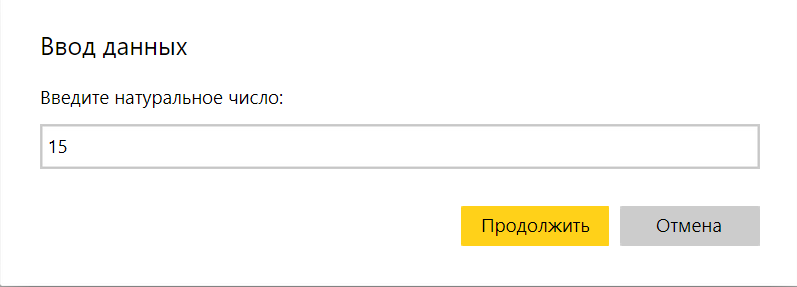 Ввод данных
Введите натуральное число:
15
Продолжить Отмена